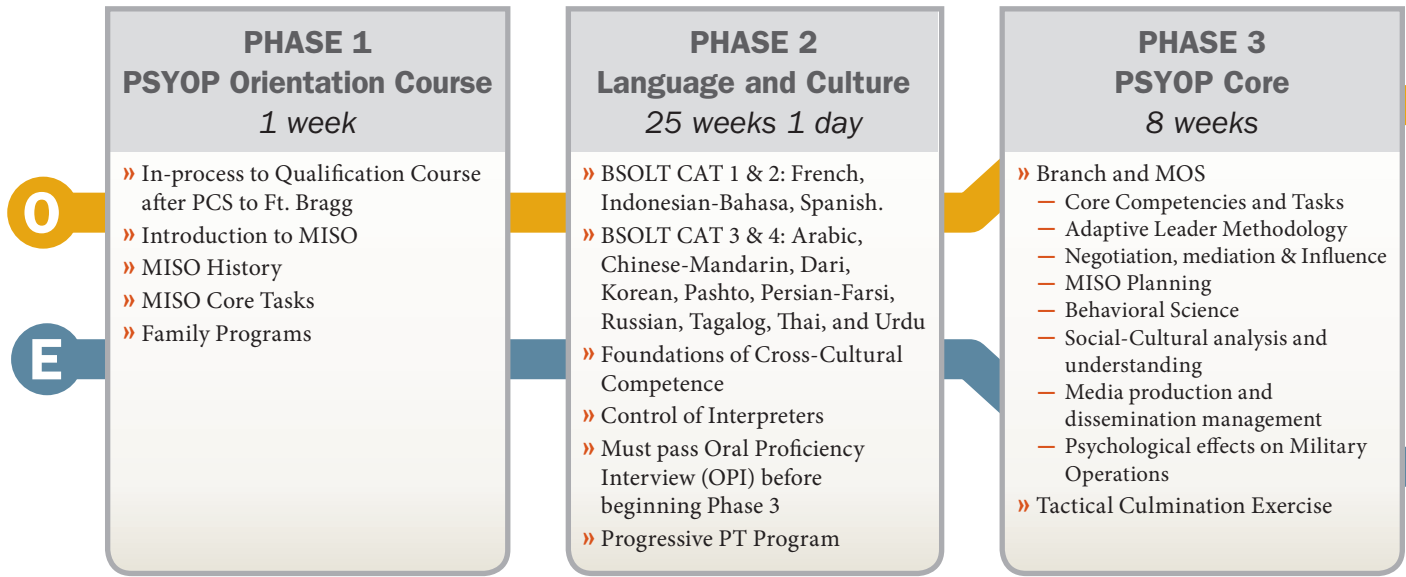 PHASE 1
PSYOP Orientation Course
1 week
» In-process to Qualification Course
after PCS to Ft. Bragg
» Introduction to MISO
» MISO History
» MISO Core Tasks
» Family Programs
PHASE 2
Language and Culture
25 weeks 1 day
» BSOLT CAT 1 & 2: French,
Indonesian-Bahasa, Spanish.
» BSOLT CAT 3 & 4: Arabic,
Chinese-Mandarin, Dari,
Korean, Pashto, Persian-Farsi,
Russian, Tagalog, Thai, and Urdu
» Foundations of Cross-Cultural
Competence
» Control of Interpreters
» Must pass Oral Proficiency
Interview (OPI) before
beginning Phase 3
» Progressive PT Program
PHASE 3
PSYOP Core
8 weeks
» Branch and MOS
— Core Competencies and Tasks
— Adaptive Leader Methodology
— Negotiation, mediation & Influence
— MISO Planning
— Behavioral Science
— Social-Cultural analysis and
understanding
— Media production and
dissemination management
— Psychological effects on Military
Operations
» Tactical Culmination Exercise
O
E